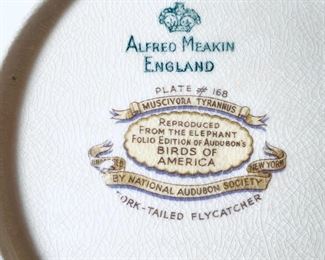 ALFRED MEAKIN
ENGLAND
PLATE # 168
MUSCIVORA TYRANNUS
REPRODUCED
FROM THE ELEPHANT
FOLIO EDITION OF AUDUBON'S
BIRDS OF
AMERICA
NEW YORK
BY NATIONAL AUDUBON SOCIETY
ORK-TAILED FLYCATCHER